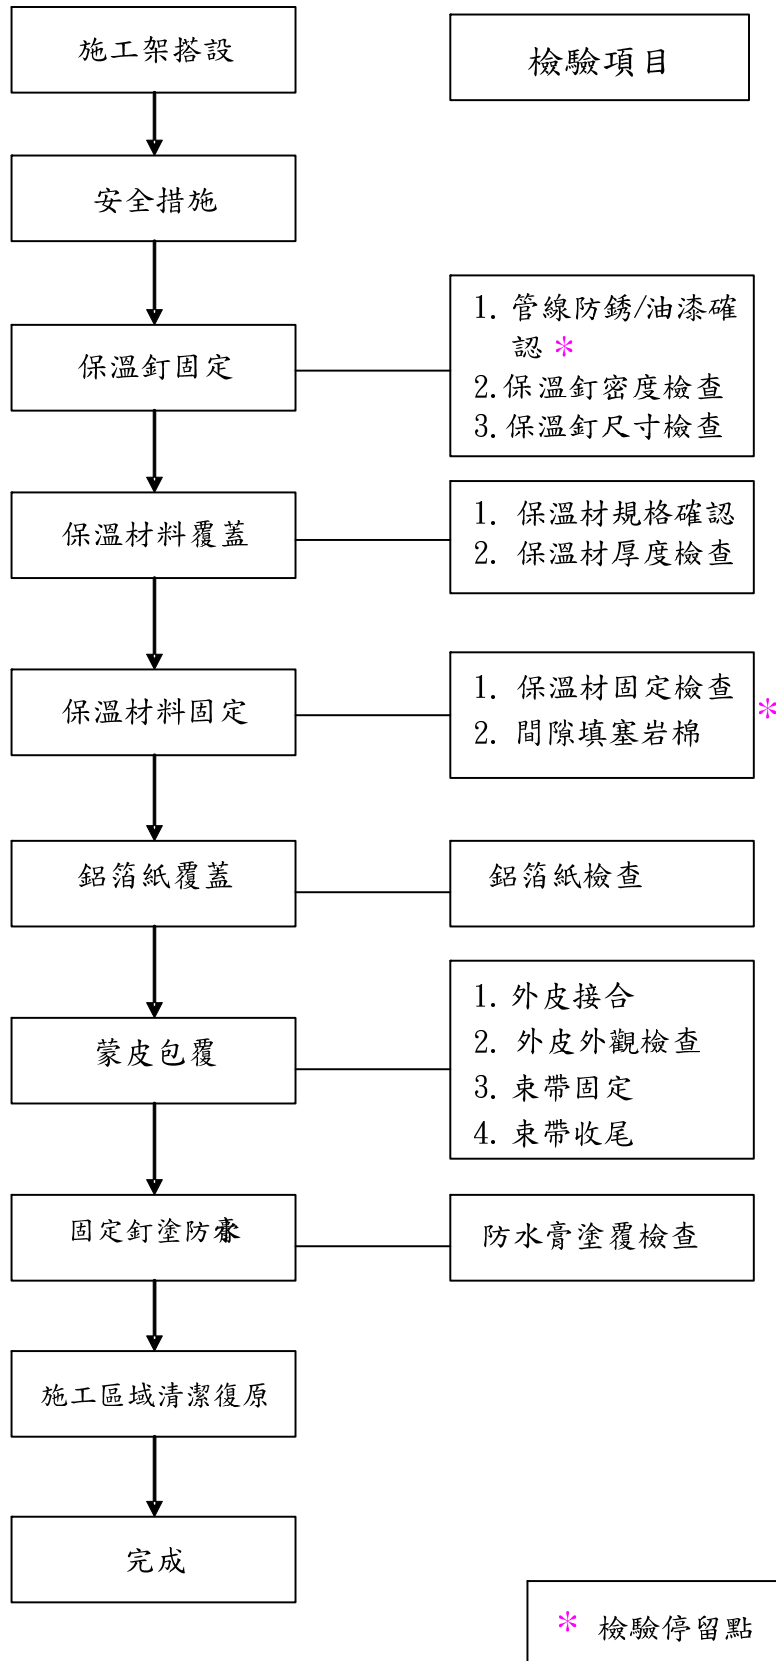 施工架搭設
檢驗項目
安全措施
保溫釘固定
1. 管線防銹/油漆確
認 *
2.保溫釘密度檢查
3. 保溫釘尺寸檢查
保溫材料覆蓋
1. 保溫材規格確認
2. 保溫材厚度檢查
保溫材料固定
1. 保溫材固定檢查
2. 間隙填塞岩棉
*
鋁箔紙覆蓋
鋁箔紙檢查
蒙皮包覆
1. 外皮接合
2. 外皮外觀檢查
3. 束帶固定
4. 束帶收尾
固定釘塗防水膏
防水膏塗覆檢查
施工區域清潔復原
完成
* 檢驗停留點